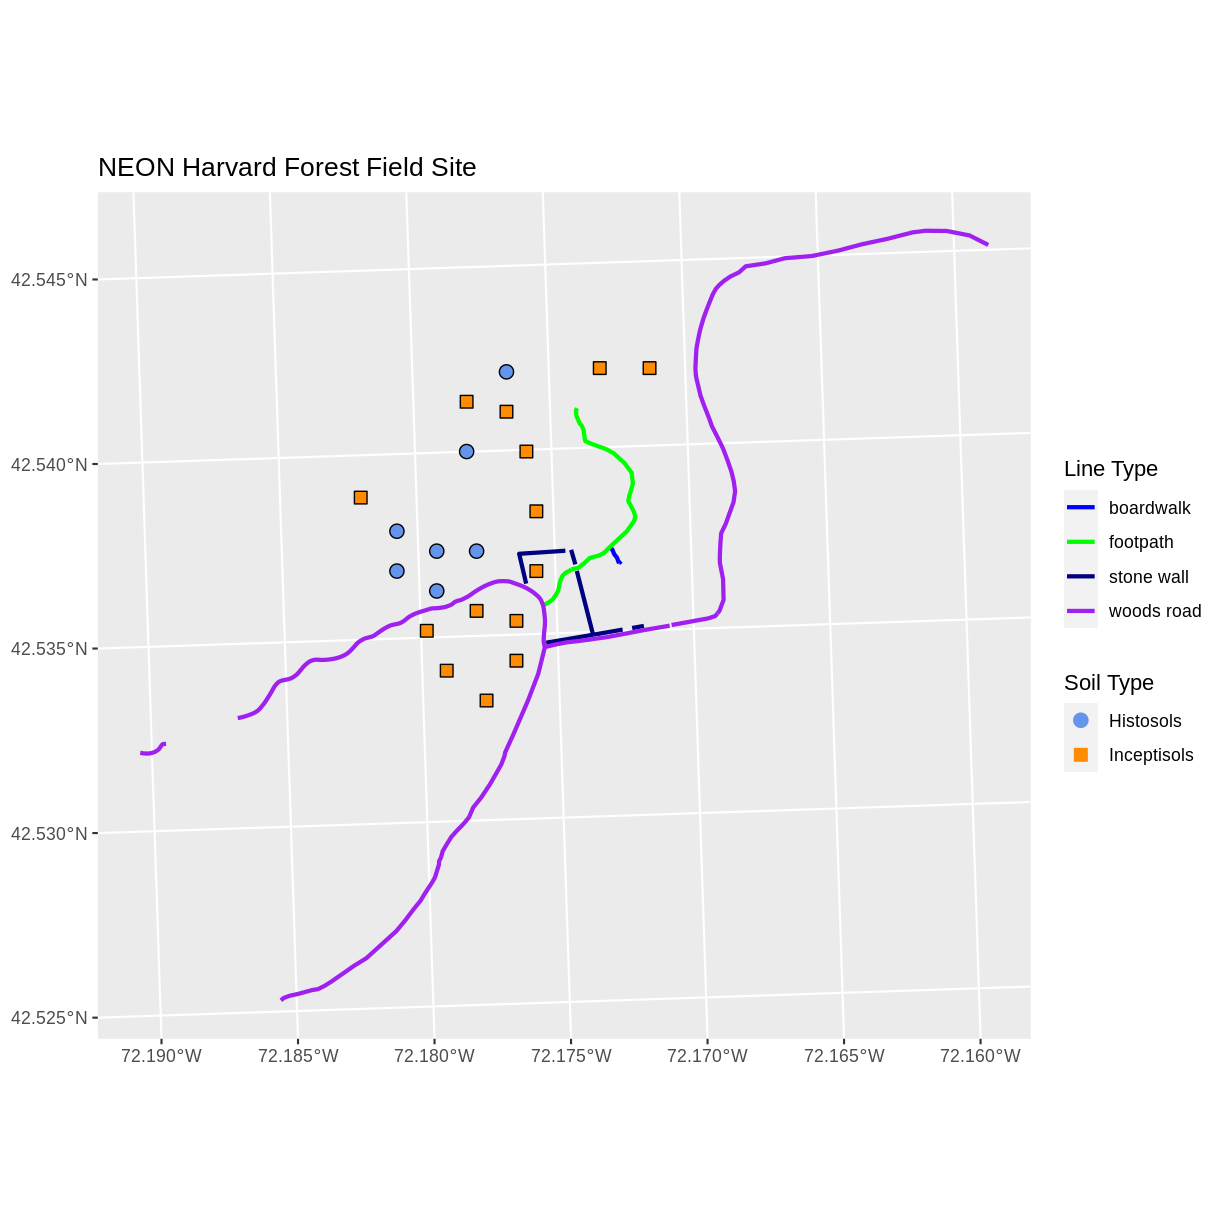 NEON Harvard Forest Field Site
42.545°N
42.540°N
42.535°N
42.530°N
42.525°N
72.190°W 72.185°W 72.180°W 72.175°W 72.170°W 72.165°W 72.160°W
Line Type
boardwalk
footpath
stone wall
woods road
Soil Type
Histosols
Inceptisols